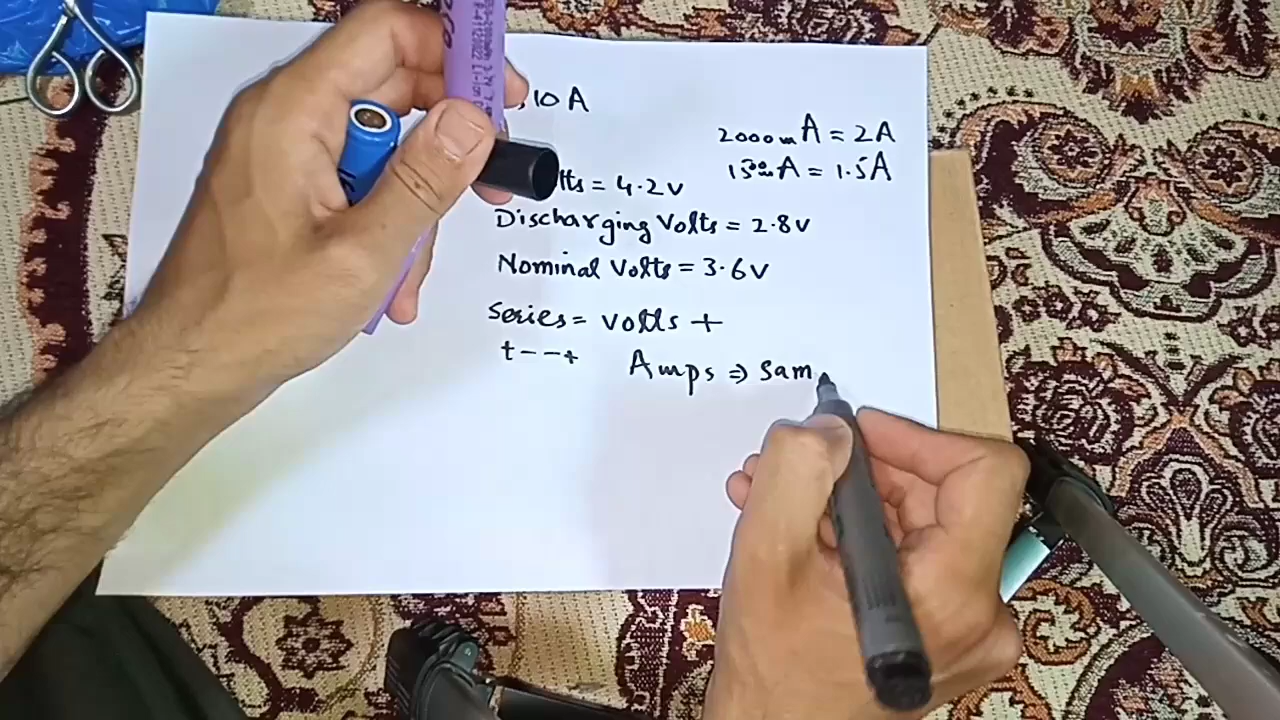 10 A
2000mA = 2A
1300mA = 1.5A
lts = 4.2v
Discharging Volts = 2.8v
Nominal Volts = 3.6v
Series = volts +
+ - - +
Amps ⇒ Sam